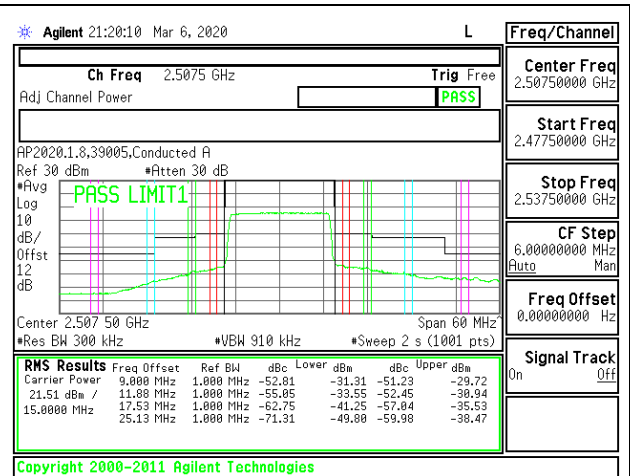 Agilent 21:20:10 Mar 6, 2020 L
Freq/Channel
Ch Freq 2.5075 GHz Trig Free
Adj Channel Power PASS
Center Freq
2.50750000 GHz
Start Freq
2.47750000 GHz
AP2020.1.8,39005,Conducted A
Ref 30 dBm #Atten 30 dB
#Avg
Log
10
dB/
Offst
12
dB
PASS LIMIT1
Stop Freq
2.53750000 GHz
CF Step
6.00000000 MHz
Auto Man
Freq Offset
0.00000000 Hz
Center 2.507 50 GHz Span 60 MHz^
#Res BW 300 kHz #VBW 910 kHz #Sweep 2 s (1001 pts)
Signal Track
On Off
RMS Results Freq Offset Ref BW dBc Lower dBm dBc Upper dBm
Carrier Power 9.000 MHz 1.000 MHz -52.81 -31.31 -51.23 -29.72
21.51 dBm / 11.88 MHz 1.000 MHz -55.05 -33.55 -52.45 -30.94
15.0000 MHz 17.53 MHz 1.000 MHz -62.75 -41.25 -57.04 -35.53
25.13 MHz 1.000 MHz -71.31 -49.80 -59.98 -38.47
Copyright 2000-2011 Agilent Technologies